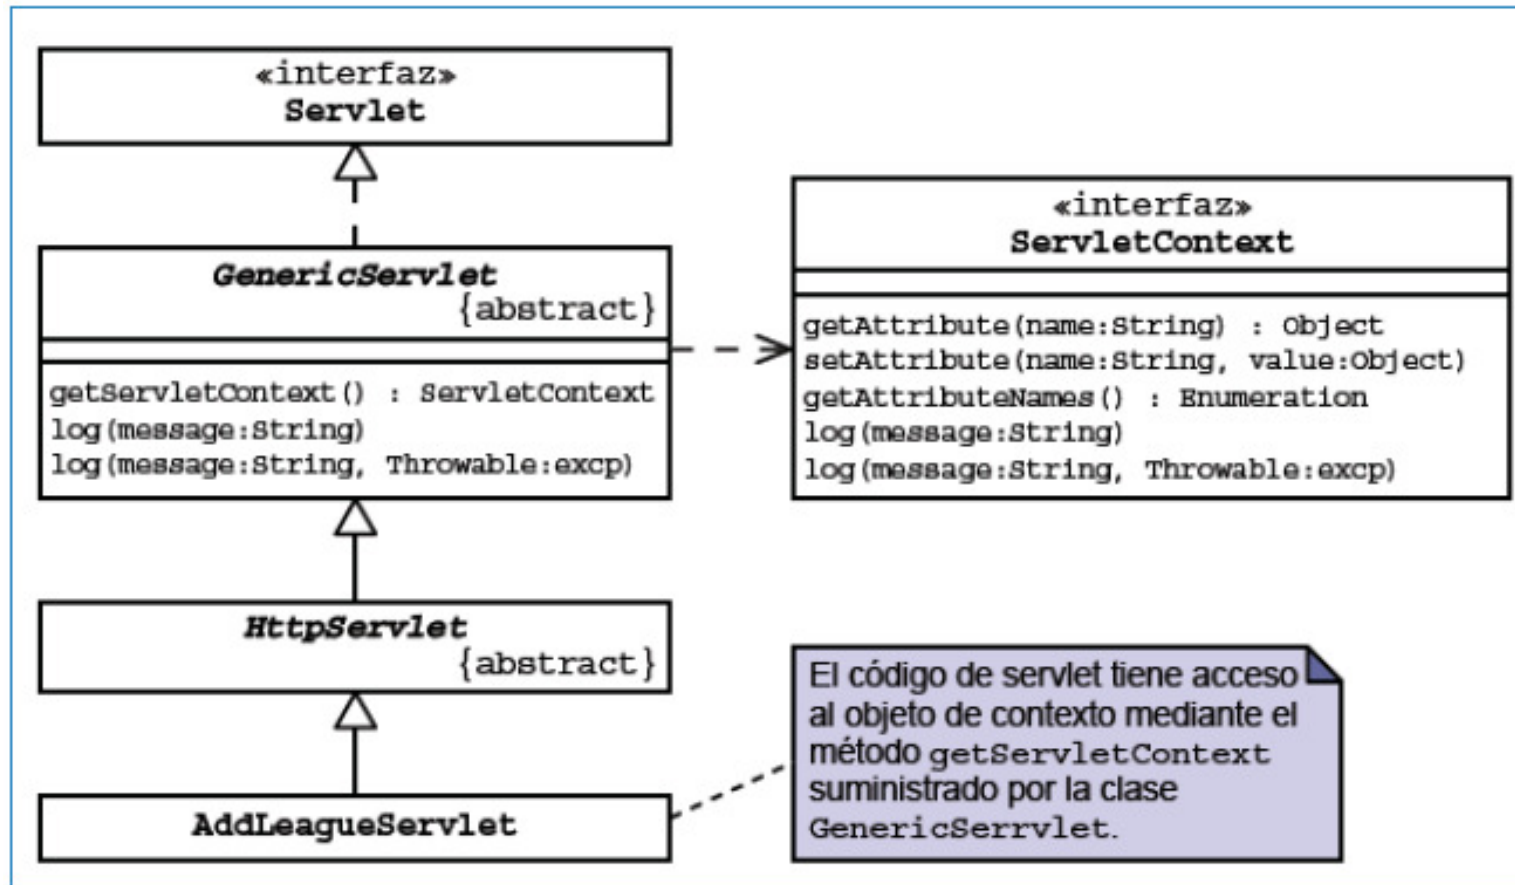 «interfaz»
Servlet
GenericServlet
{abstract}
getServletContext() : ServletContext
log(message:String)
log(message:String, Throwable:excp)
«interfaz»
ServletContext
getAttribute(name:String) : Object
setAttribute(name:String, value:Object)
getAttributeNames() : Enumeration
log(message:String)
log(message:String, Throwable:excp)
HttpServlet
{abstract}
AddLeagueServlet
El código de servlet tiene acceso
al objeto de contexto mediante el
método getServletContext
suministrado por la clase
GenericSerrvlet.